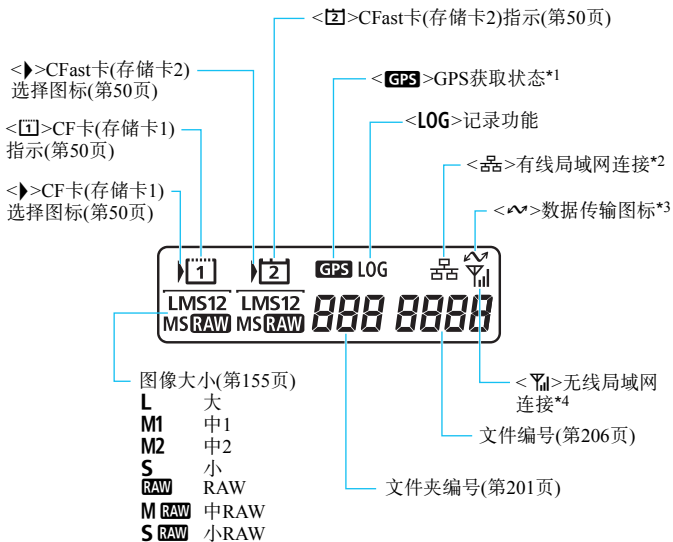 <2>CFast卡(存储卡2)指示(第50页)
<>CFast卡(存储卡2)
选择图标(第50页)
<GPS>GPS获取状态*1
<1>CF卡(存储卡1)
指示(第50页)
<LOG>记录功能
<>有线局域网连接*2
<>CF卡(存储卡1)
选择图标(第50页)
<>数据传输图标*3
1 2 GPS LOG
LMS12 LMS12
MS RAW MS RAW 888 8888
图像大小(第155页)
L 大
M1 中1
M2 中2
S 小
RAW RAW
M RAW 中RAW
S RAW 小RAW
<>无线局域网
连接*4
文件编号(第206页)
文件夹编号(第201页)